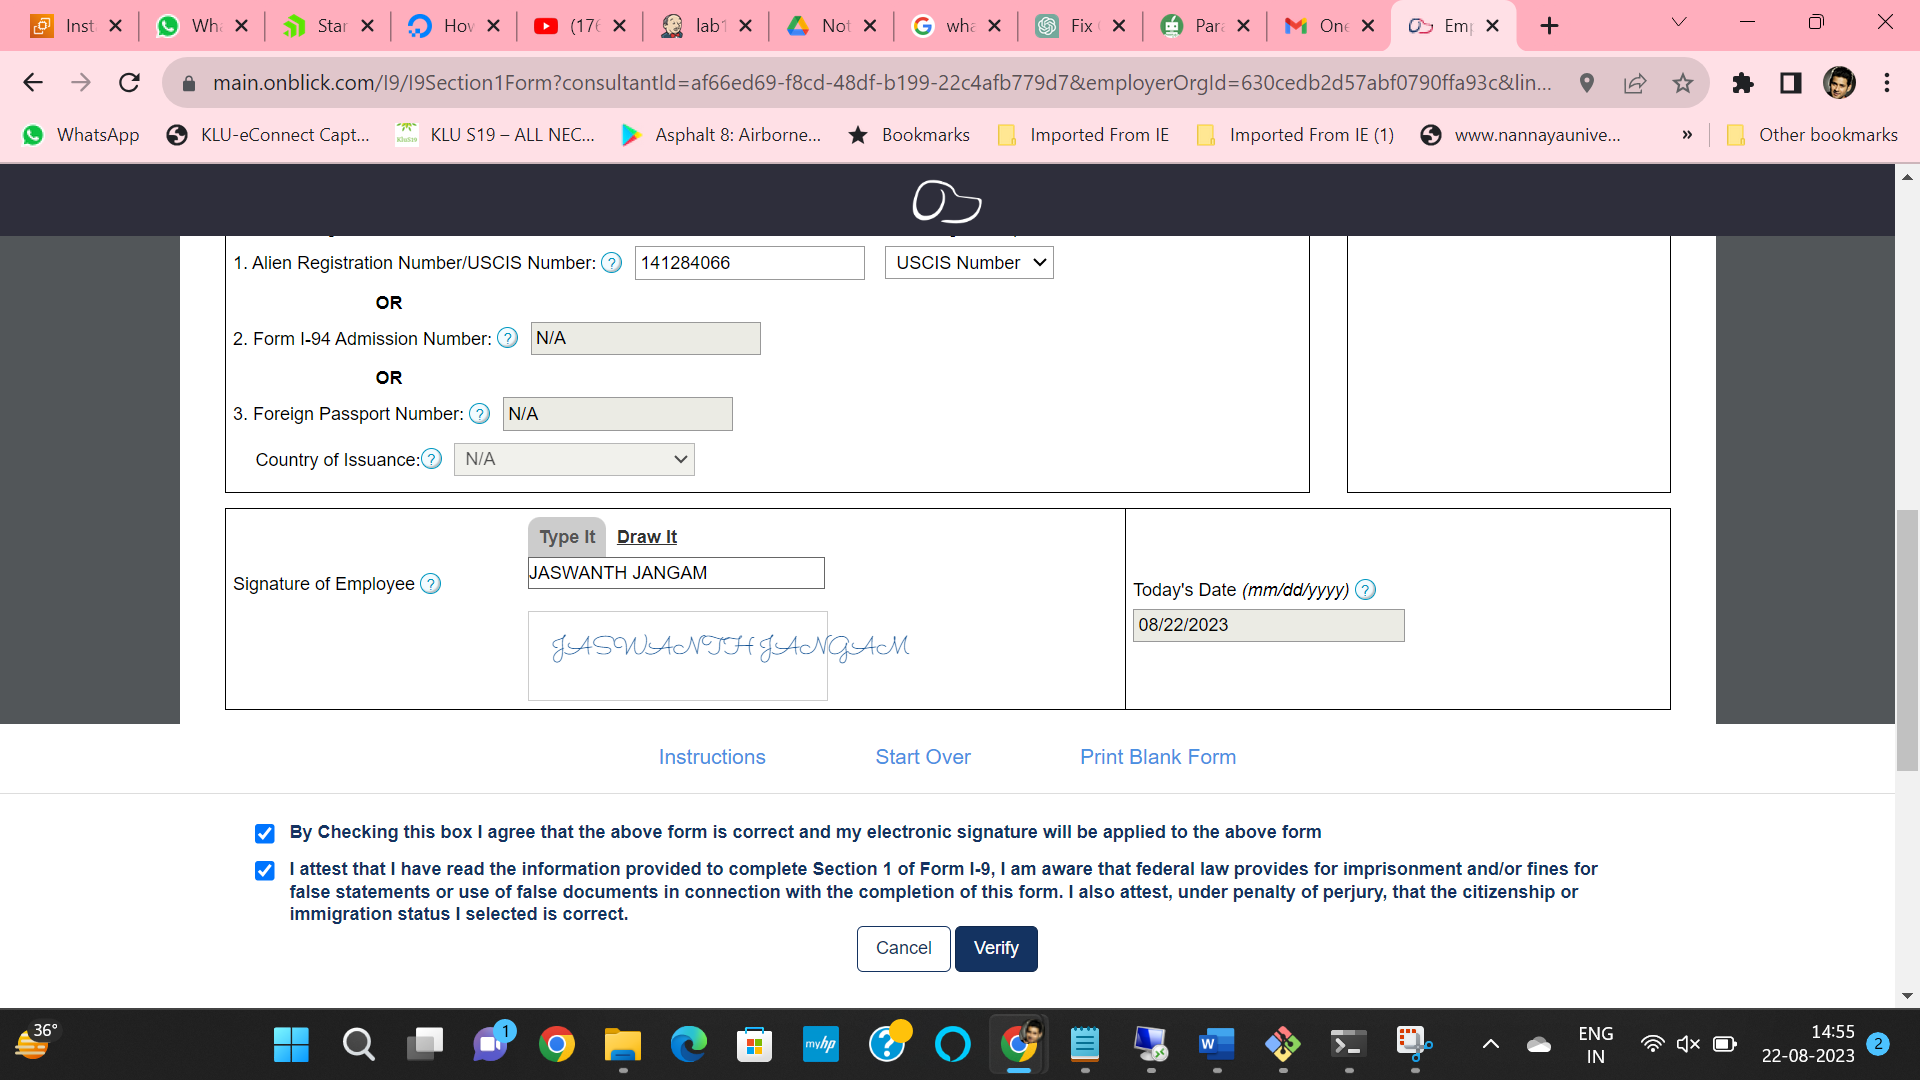 Inst
Wha
Star
How
(176
lab1
Not
wha
Fix
Para
One
Emp
main.onblick.com/I9/I9Section1Form?consultantId=af66ed69-f8cd-48df-b199-22c4afb779d7&employerOrgId=630cedb2d57abf0790ffa93c&lin...
WhatsApp
KLU-eConnect Capt...
KLU S19 – ALL NEC...
Asphalt 8: Airborne...
Bookmarks
Imported From IE
Imported From IE (1)
www.nannayaunive...
»
Other bookmarks
1. Alien Registration Number/USCIS Number: ? 141284066 USCIS Number
OR
2. Form I-94 Admission Number: ? N/A
OR
3. Foreign Passport Number: ? N/A
Country of Issuance: ? N/A
Type It Draw It
JASWANTH JANGAM
Signature of Employee ?
JASWANTH JANGAM
Today's Date (mm/dd/yyyy) ?
08/22/2023
Instructions Start Over Print Blank Form
By Checking this box I agree that the above form is correct and my electronic signature will be applied to the above form
I attest that I have read the information provided to complete Section 1 of Form I-9, I am aware that federal law provides for imprisonment and/or fines for
false statements or use of false documents in connection with the completion of this form. I also attest, under penalty of perjury, that the citizenship or
immigration status I selected is correct.
Cancel Verify
36°
1
myhp
?
W
ENG
IN
14:55
22-08-2023
2